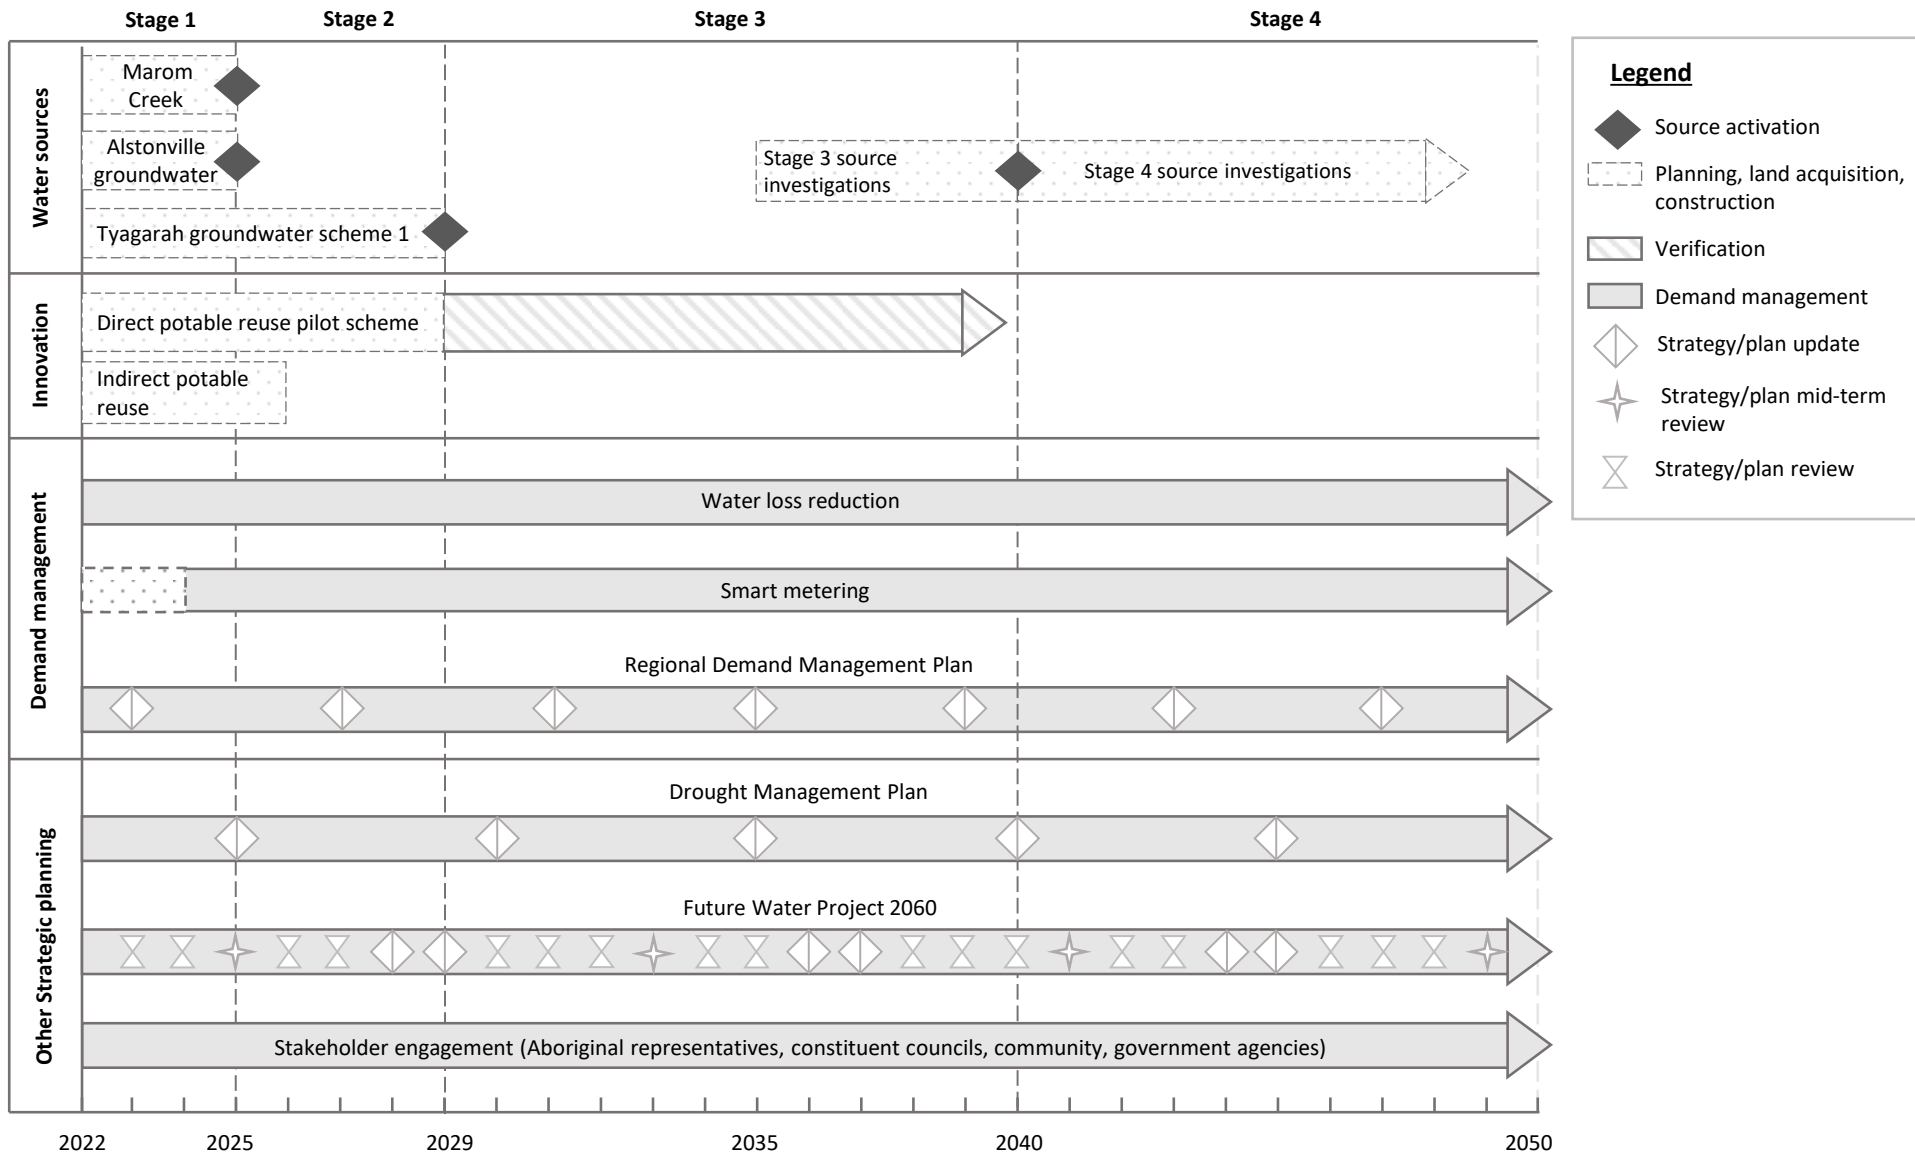 Stage 1
Stage 2
Stage 3
Stage 4
Water sources
Marom
Creek
Alstonville
groundwater
Tyagarah groundwater scheme 1
Stage 3 source
investigations
Stage 4 source investigations
Innovation
Direct potable reuse pilot scheme
Indirect potable
reuse
Demand management
Water loss reduction
Smart metering
Regional Demand Management Plan
Other Strategic planning
Drought Management Plan
Future Water Project 2060
Stakeholder engagement (Aboriginal representatives, constituent councils, community, government agencies)
2022
2025
2029
2035
2040
2050
Legend
Source activation
Planning, land acquisition,
construction
Verification
Demand management
Strategy/plan update
Strategy/plan mid-term
review
Strategy/plan review